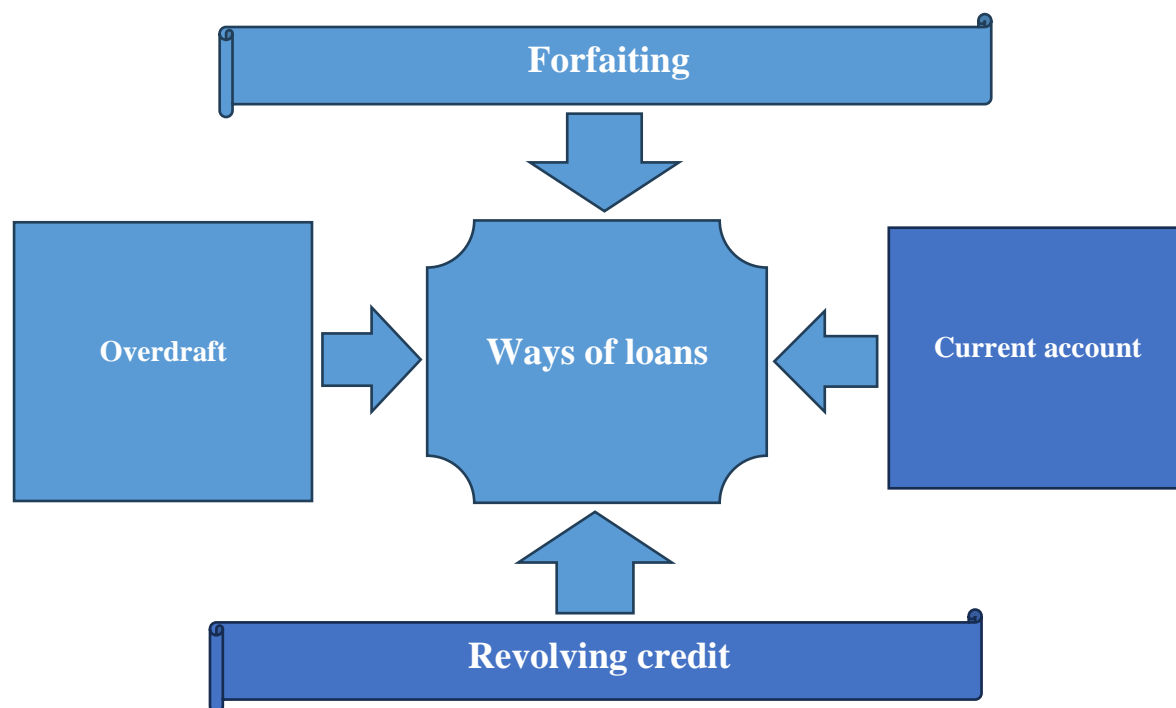 Forfaiting
Overdraft
Ways of loans
Current account
Revolving credit